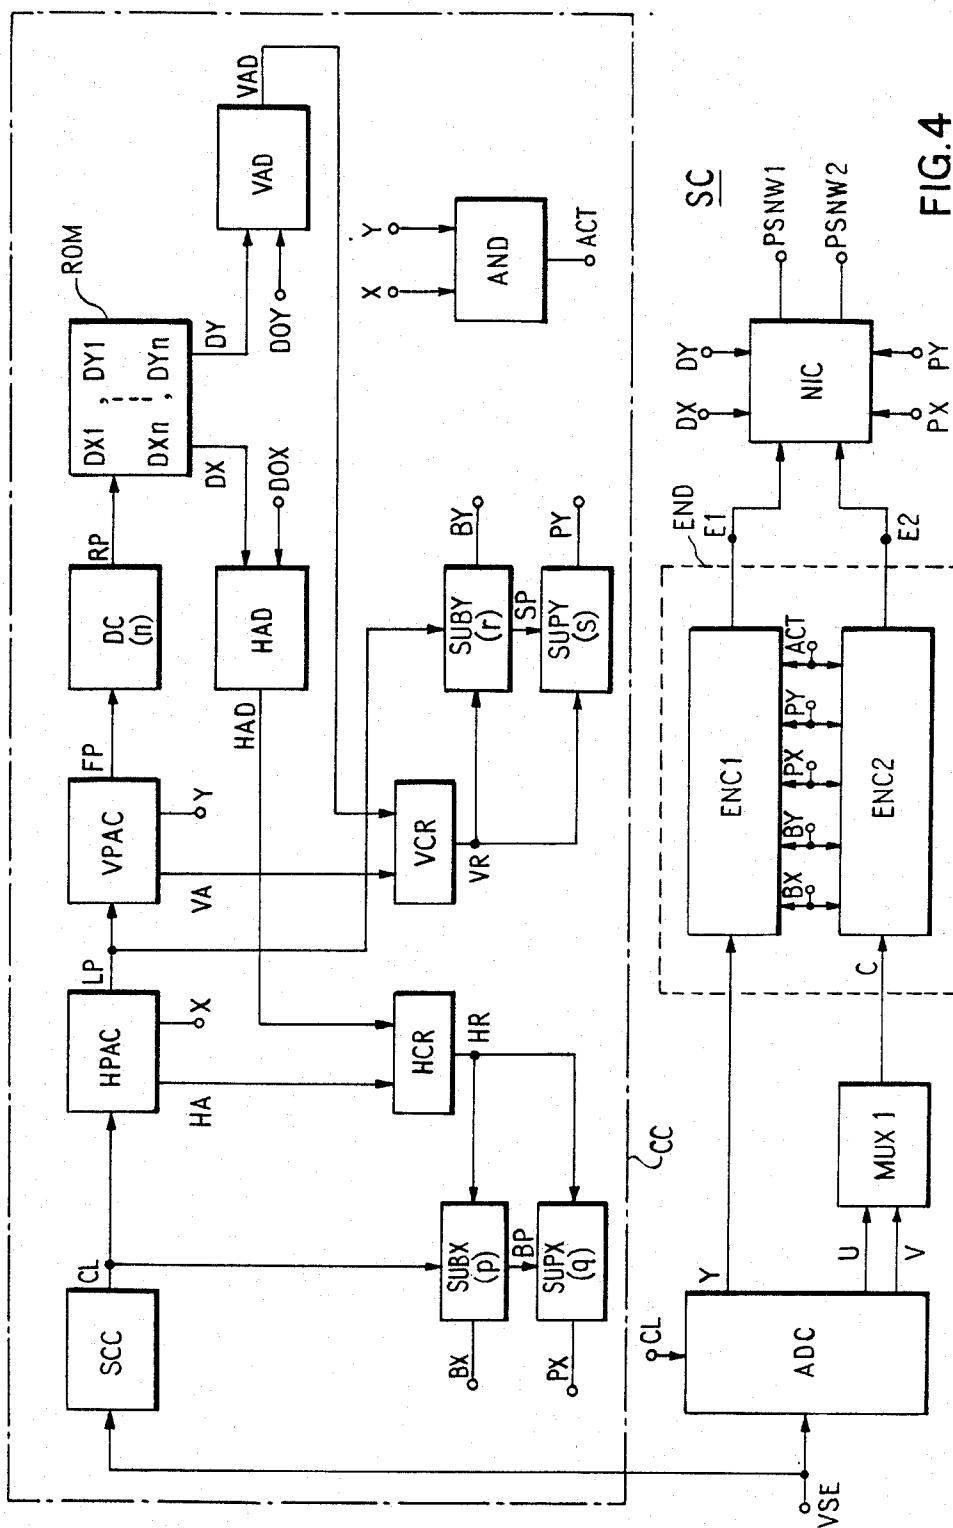 SCC
CL
HPAC
LP
VPAC
FP
DC
(n)
RP
DX1 , DY1
DXn , DYn
ROM
HA
X
VA
Y
DX
DY
HAD
DOX
HAD
VAD
DOY
VAD
HCR
HR
VCR
VR
SUBX
(p)
BP
SUPX
(q)
BX
PX
SUBY
(r)
SP
SUPY
(s)
BY
PY
X
Y
AND
ACT
CC
VSE
CL
ADC
Y
U
V
MUX 1
C
ENC1
BX
BY
PX
PY
ACT
ENC2
END
E1
E2
DX
DY
NIC
PX
PY
PSNW1
PSNW2
SC
FIG.4